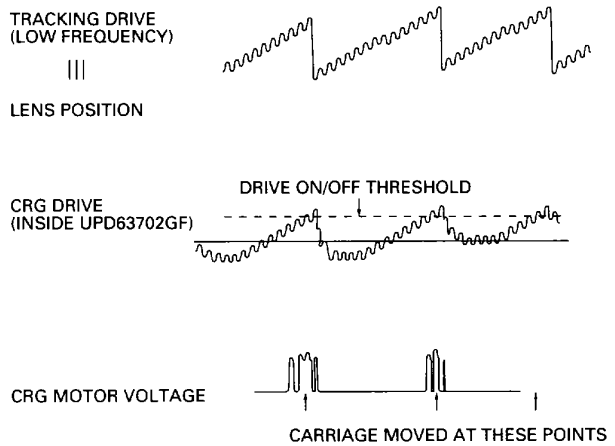 TRACKING DRIVE
(LOW FREQUENCY)
LENS POSITION
DRIVE ON/OFF THRESHOLD
CRG DRIVE
(INSIDE UPD63702GF)
CRG MOTOR VOLTAGE
CARRIAGE MOVED AT THESE POINTS